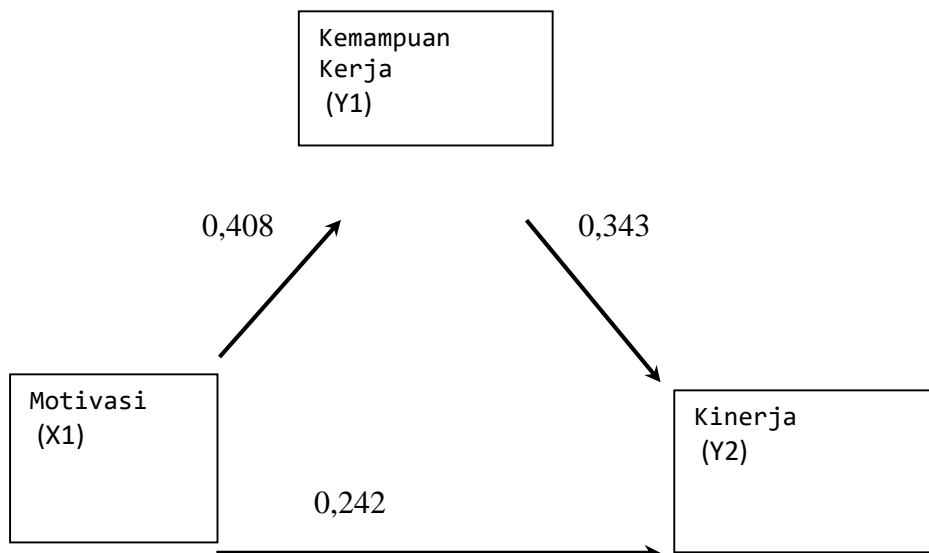 Kemampuan
Kerja
(Y1)
0,408
0,343
Motivasi
(X1)
Kinerja
(Y2)
0,242